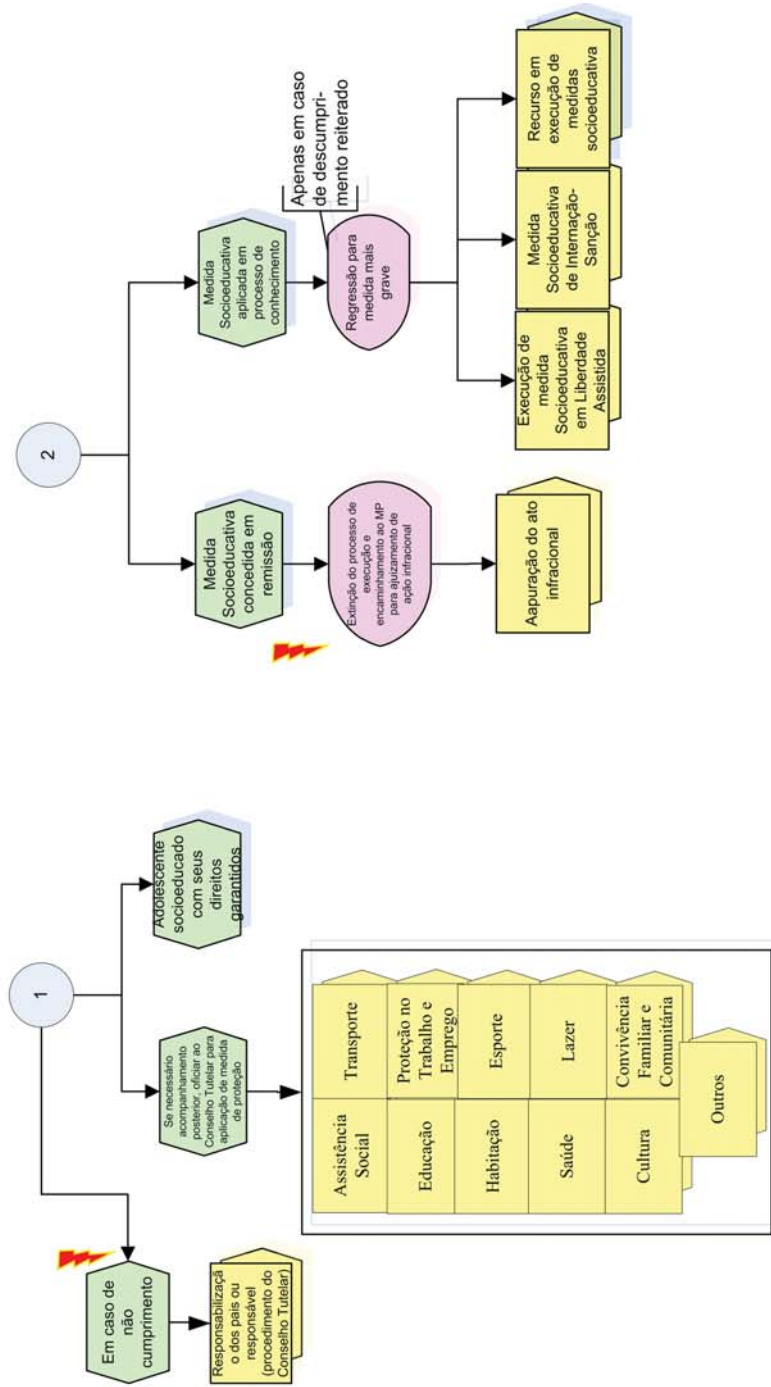 1
Em caso de
não
cumprimento
Responsabilizaçã
o dos pais ou
responsável
(procedimento do
Conselho Tutelar)
Se necessário
acompanhamento
posterior, oficiar ao
Conselho Tutelar para
aplicação de medida
de proteção
Adolescente
socioeducado
com seus
direitos
garantidos
Assistência
Social
Transporte
Educação
Proteção no
Trabalho e
Emprego
Habitação
Esporte
Saúde
Lazer
Cultura
Convivência
Familiar e
Comunitária
Outros
2
Medida
Socioeducativa
concedida em
remissão
Extinção do processo de
execução e
encaminhamento ao MP
para ajuizamento de
ação infracional
Aapuração do ato
infracional
Medida
Socioeducativa
aplicada em
processo de
conhecimento
Apenas em caso
de descumpri-
mento reiterado
Regressão para
medida mais
grave
Execução de
medida
Socioeducativa
em Liberdade
Assistida
Medida
Socioeducativa
de Internação-
Sanção
Recurso em
execução de
medidas
socioeducativa